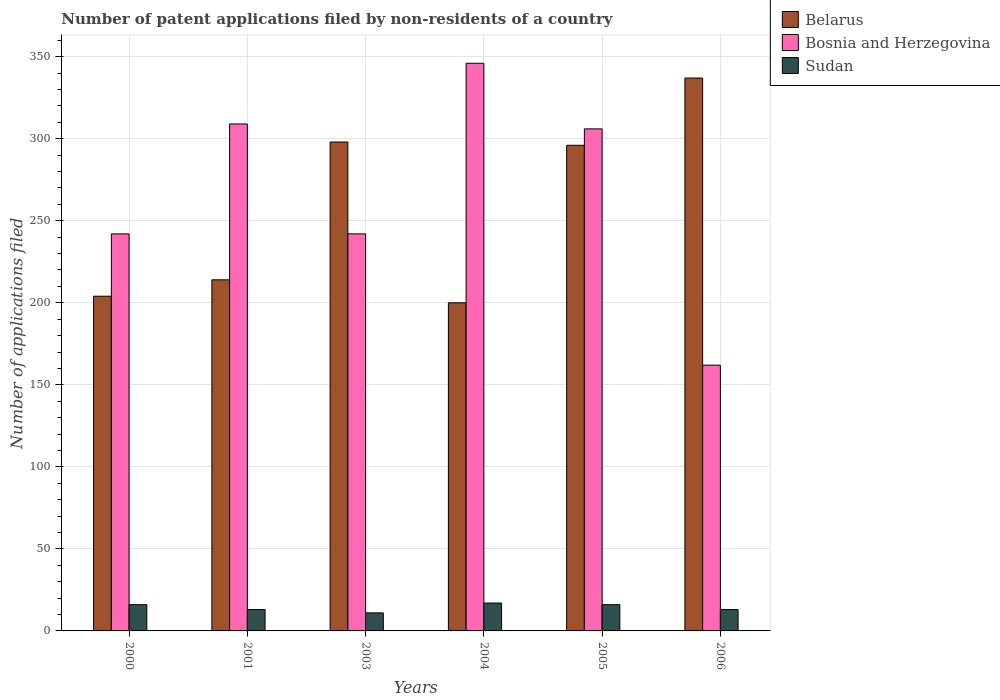 Number of patent applications filed by non-residents of a country
Belarus
Bosnia and Herzegovina
Sudan
Number of applications filed
350
300
250
200
150
100
50
0
2000
2001
2003
2004
2005
2006
Years